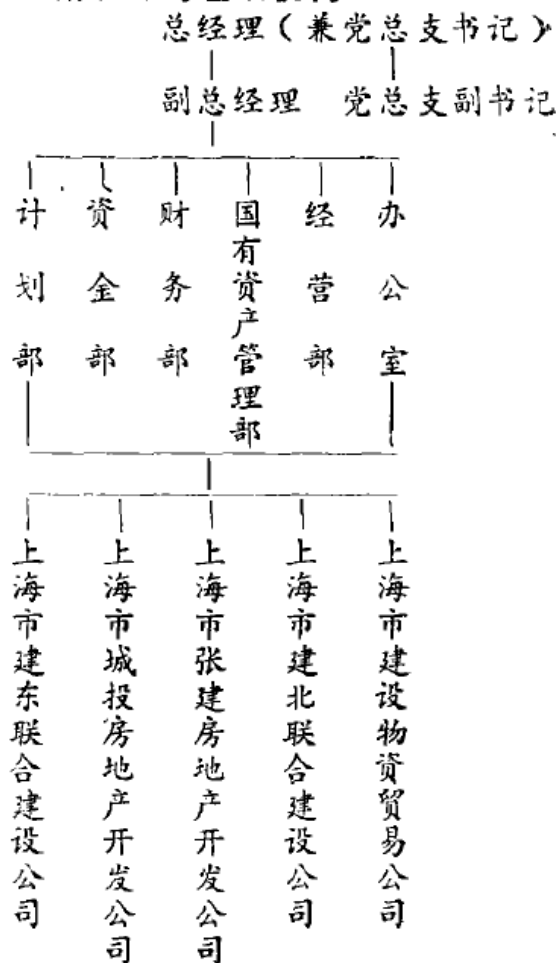 总经理（兼党总支书记）
副总经理 党总支副书记
计划部
资金部
财务部
国有资产管理部
经营部
办公室
上海市建东联合建设公司
上海市城投房地产开发公司
上海市张建房地产开发公司
上海市建北联合建设公司
上海市建设物资贸易公司